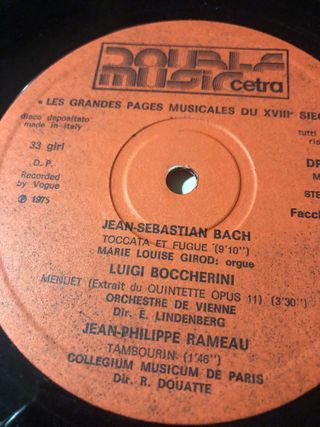 DOUBLE
MUSIC cetra
« LES GRANDES PAGES MUSICALES DU XVIIIᵉ
disco depositato
made in Italy
tutti
33 giri
D. P.
Recorded
by Vogue
Ⓟ 1975
JEAN-SEBASTIAN BACH
TOCCATA ET FUGUE (9'10")
MARIE LOUISE GIROD: orgue
LUIGI BOCCHERINI
MENUET (Extrait du QUINTETTE OPUS 11) (3'30")
ORCHESTRE DE VIENNE
Dir. E. LINDENBERG
JEAN-PHILIPPE RAMEAU
TAMBOURIN. (1'46")
COLLEGIUM MUSICUM DE PARIS
Dir. R. DOUATTE